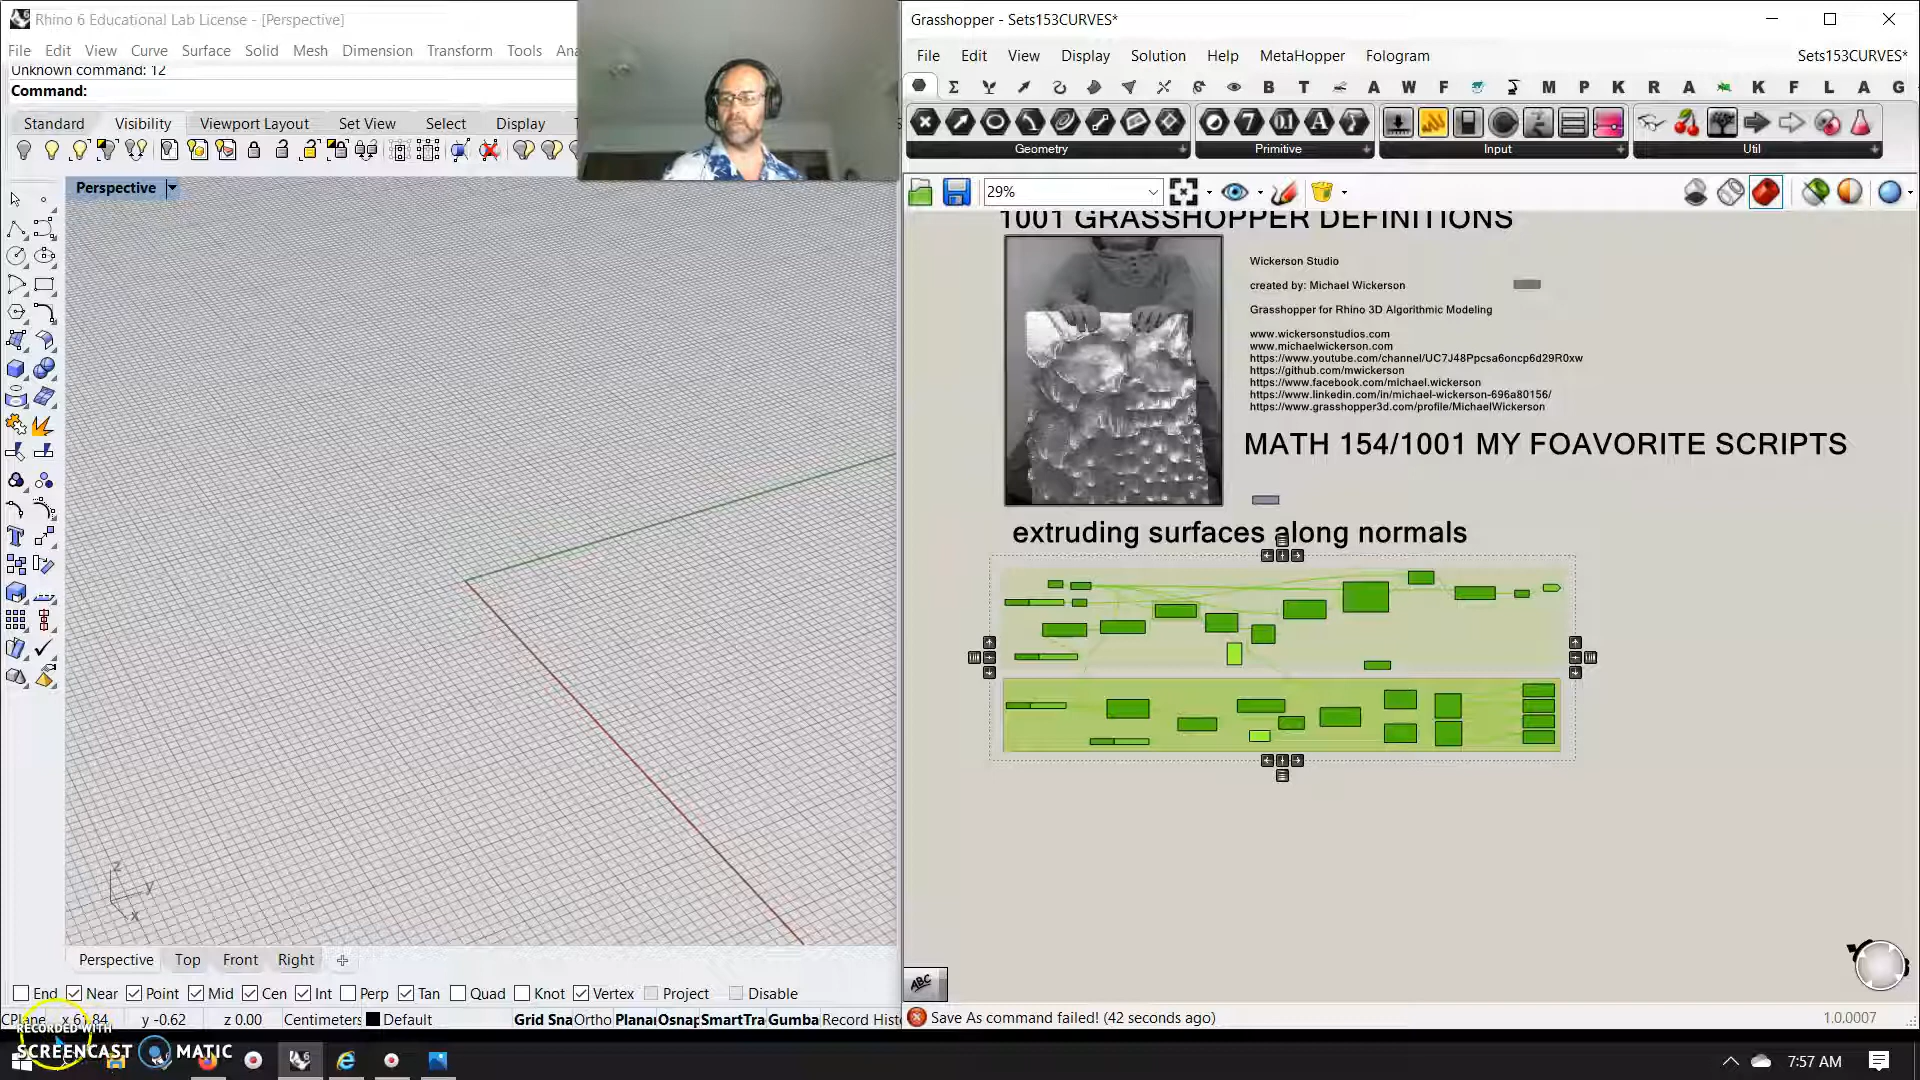 Rhino 6 Educational Lab License - [Perspective]
File Edit View Curve Surface Solid Mesh Dimension Transform Tools Ana
Unknown command: 12
Command:
Standard Visibility Viewport Layout Set View Select Display
Perspective
z
y
x
Perspective Top Front Right
End Near Point Mid Cen Int Perp Tan Quad Knot Vertex Project Disable
CPlane x 61.84 y -0.62 z 0.00 Centimeters Default Grid Sna Ortho Planar Osnap SmartTra Gumba Record Histo
RECORDED WITH
SCREENCAST MATIC
Grasshopper - Sets153CURVES*
File Edit View Display Solution Help MetaHopper Fologram Sets153CURVES*
B T A W F M P K R A K F L A G
Geometry Primitive Input Util
29%
1001 GRASSHOPPER DEFINITIONS
Wickerson Studio
created by: Michael Wickerson
Grasshopper for Rhino 3D Algorithmic Modeling
www.wickersonstudios.com
www.michaelwickerson.com
https://www.youtube.com/channel/UC7J48Ppcsa6oncp6d29R0xw
https://github.com/mwickerson
https://www.facebook.com/michael.wickerson
https://www.linkedin.com/in/michael-wickerson-696a80156/
https://www.grasshopper3d.com/profile/MichaelWickerson
MATH 154/1001 MY FOAVORITE SCRIPTS
extruding surfaces along normals
ABC
Save As command failed! (42 seconds ago)
1.0.0007
7:57 AM